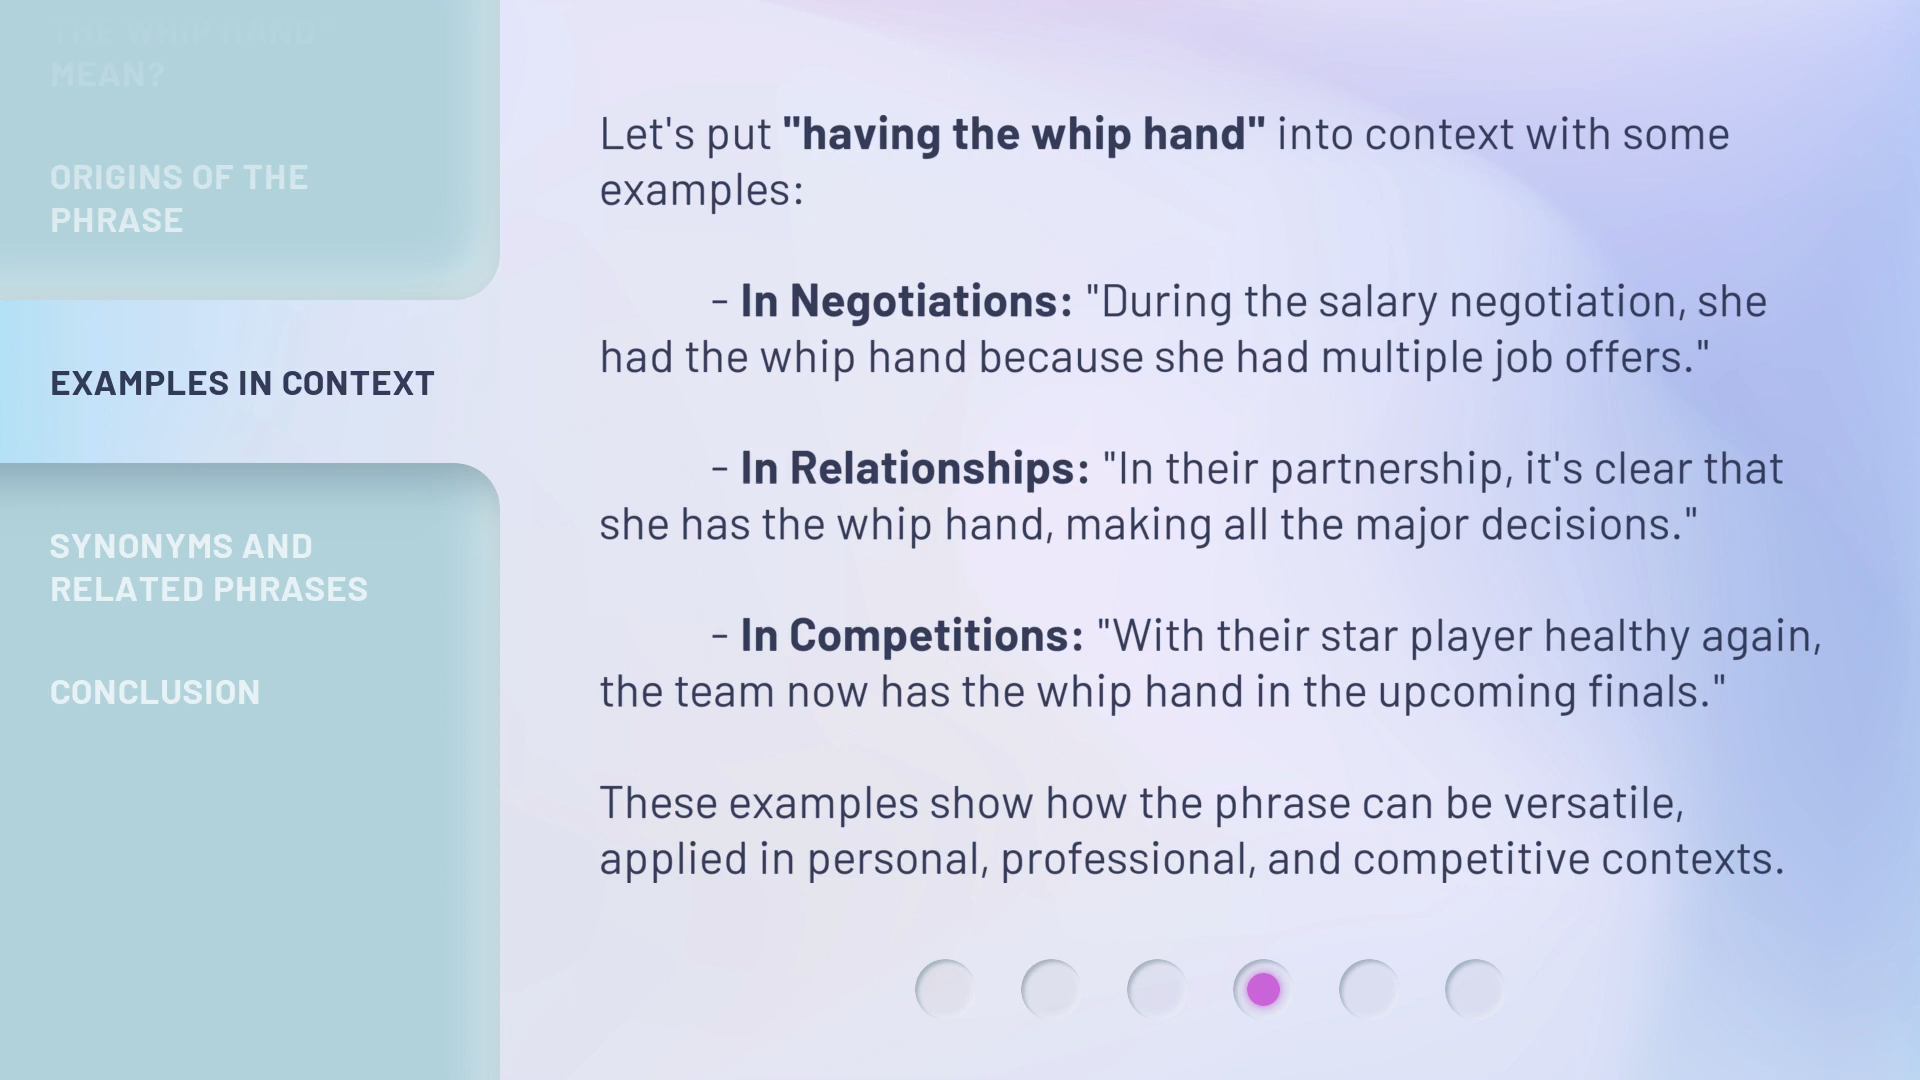 THE WHIP HAND
MEAN?
ORIGINS OF THE
PHRASE
EXAMPLES IN CONTEXT
SYNONYMS AND
RELATED PHRASES
CONCLUSION
Let's put "having the whip hand" into context with some
examples:
- In Negotiations: "During the salary negotiation, she
had the whip hand because she had multiple job offers."
- In Relationships: "In their partnership, it's clear that
she has the whip hand, making all the major decisions."
- In Competitions: "With their star player healthy again,
the team now has the whip hand in the upcoming finals."
These examples show how the phrase can be versatile,
applied in personal, professional, and competitive contexts.